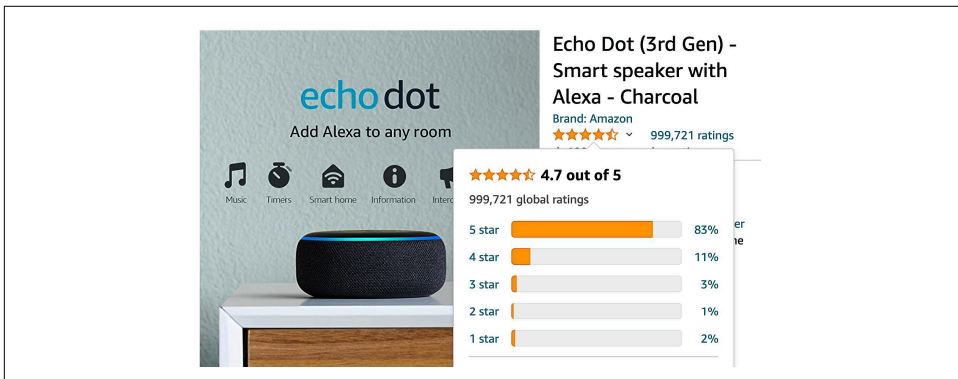 echo dot
Add Alexa to any room
Music Timers Smart home Information
Echo Dot (3rd Gen) -
Smart speaker with
Alexa - Charcoal
Brand: Amazon
999,721 ratings
4.7 out of 5
999,721 global ratings
5 star 83%
4 star 11%
3 star 3%
2 star 1%
1 star 2%